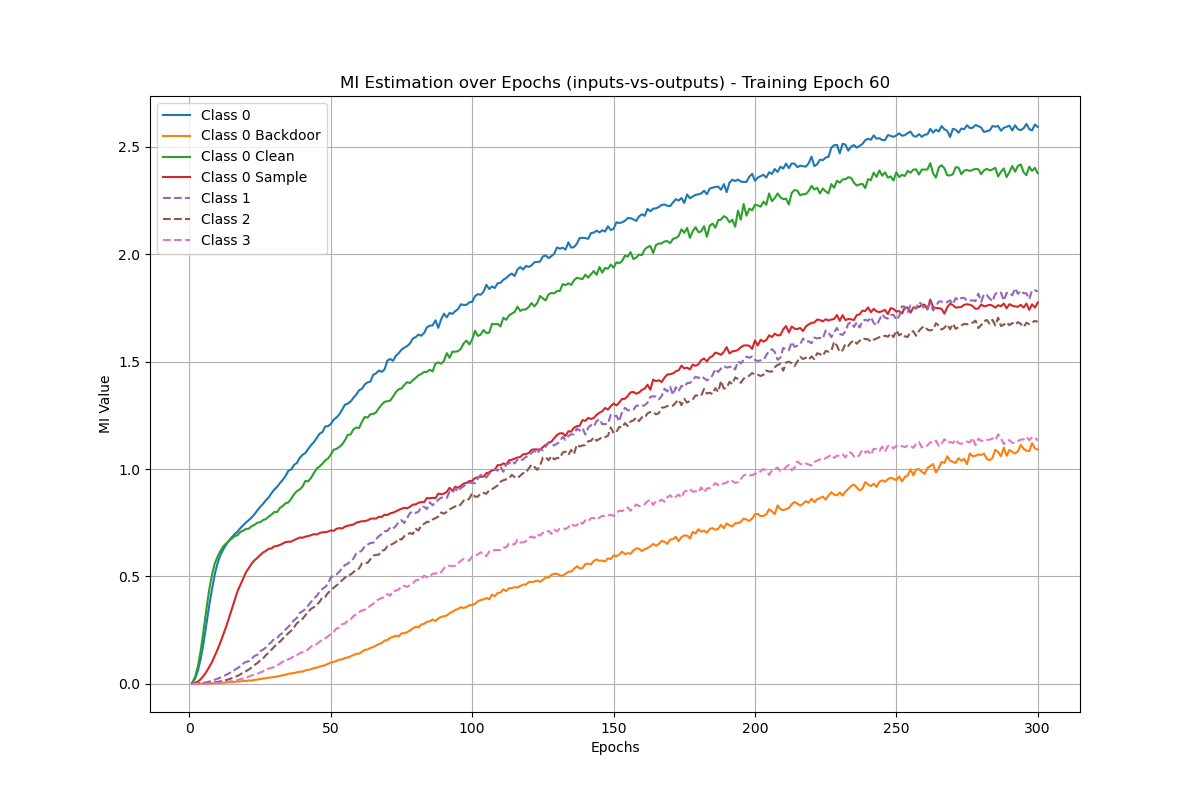 MI Estimation over Epochs (inputs-vs-outputs) - Training Epoch 60
Class 0
Class 0 Backdoor
Class 0 Clean
Class 0 Sample
Class 1
Class 2
Class 3
MI Value
2.5
2.0
1.5
1.0
0.5
0.0
0
50
100
150
200
250
300
Epochs